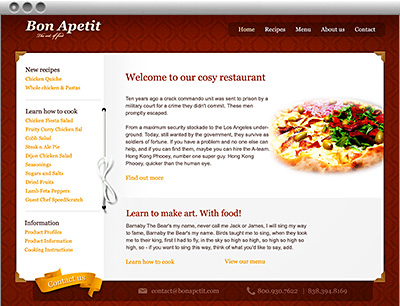 Bon Apetit
The art of food
Home Recipes Menu About us Contact
New recipes
Chicken Quiche
Whole chicken & Pastas
Learn how to cook
Chicken Fiesta Salad
Fruity Curry Chicken Sal
Cobb Salad
Steak n Ale Pie
Dijon Chicken Salad
Seasonings
Sugars and Salts
Dried Fruits
Lamb Feta Peppers
Guest Chef SpeedScratch
Information
Product Profiles
Product Information
Cooking Instructions
Contact us
Welcome to our cosy restaurant
Ten years ago a crack commando unit was sent to prison by a
military court for a crime they didn't commit. These men
promptly escaped.
From a maximum security stockade to the Los Angeles under-
ground. Today, still wanted by the government, they survive as
soldiers of fortune. If you have a problem and no one else can
help, and if you can find them, maybe you can hire the A-team.
Hong Kong Phooey, number one super guy. Hong Kong
Phooey, quicker than the human eye.
Find out more
Learn to make art. With food!
Barnaby The Bear's my name, never call me Jack or James, I will sing my way
to fame, Barnaby the Bear's my name. Birds taught me to sing, when they took
me to their king, first I had to fly, in the sky so high so high, so high so high so high,
so - if you want to sing this way, think of what you'd like to say, add.
Find out more View our menu
contact@bonapetit.com 800.930.7622 | 838.394.8169